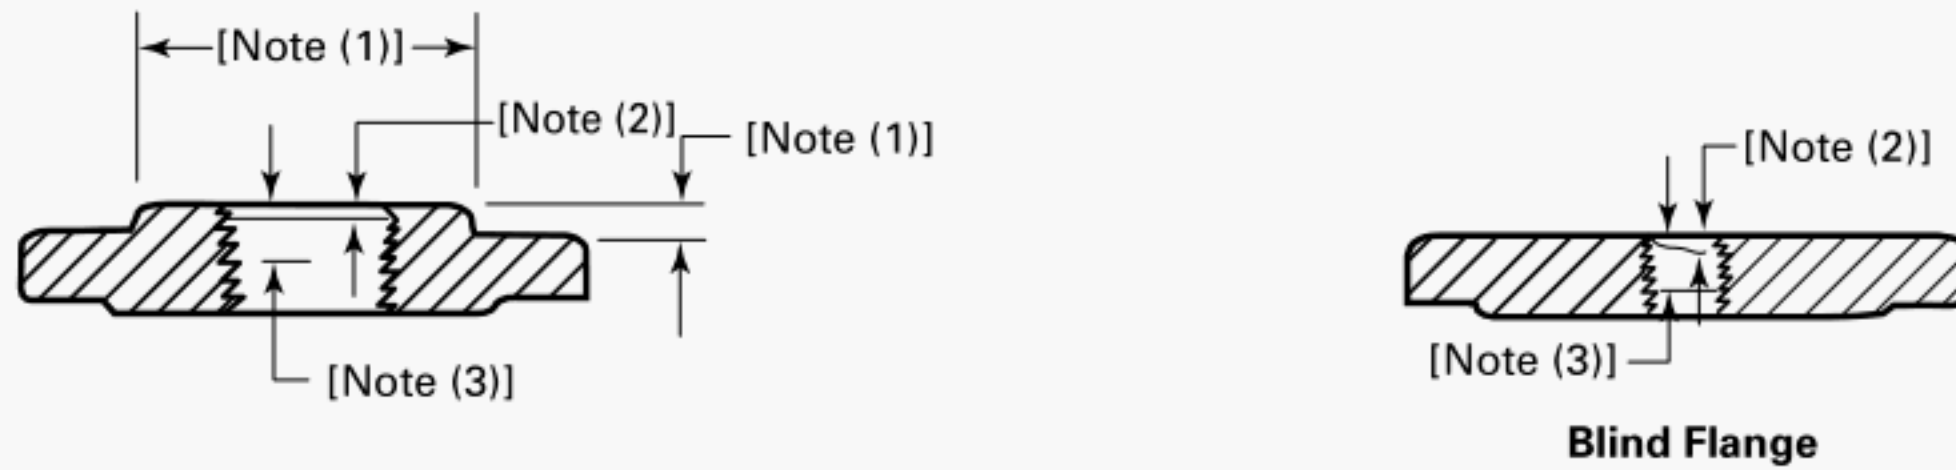 [Note (1)]
[Note (2)]
[Note (1)]
[Note (3)]
[Note (2)]
[Note (3)]
Blind Flange